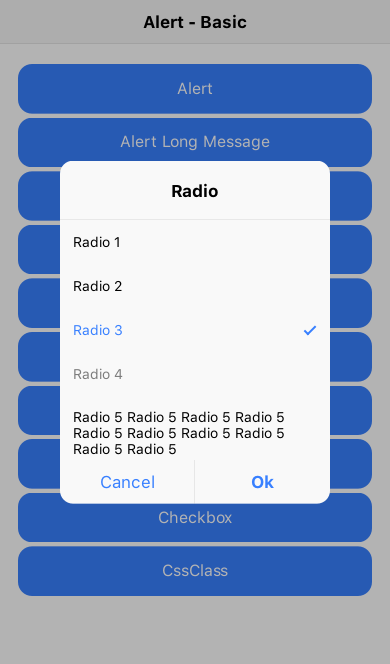 Alert - Basic
Alert
Alert Long Message
Radio
Radio 1
Radio 2
Radio 3
Radio 4
Radio 5 Radio 5 Radio 5 Radio 5
Radio 5 Radio 5 Radio 5 Radio 5
Radio 5 Radio 5
Cancel
Ok
Checkbox
CssClass